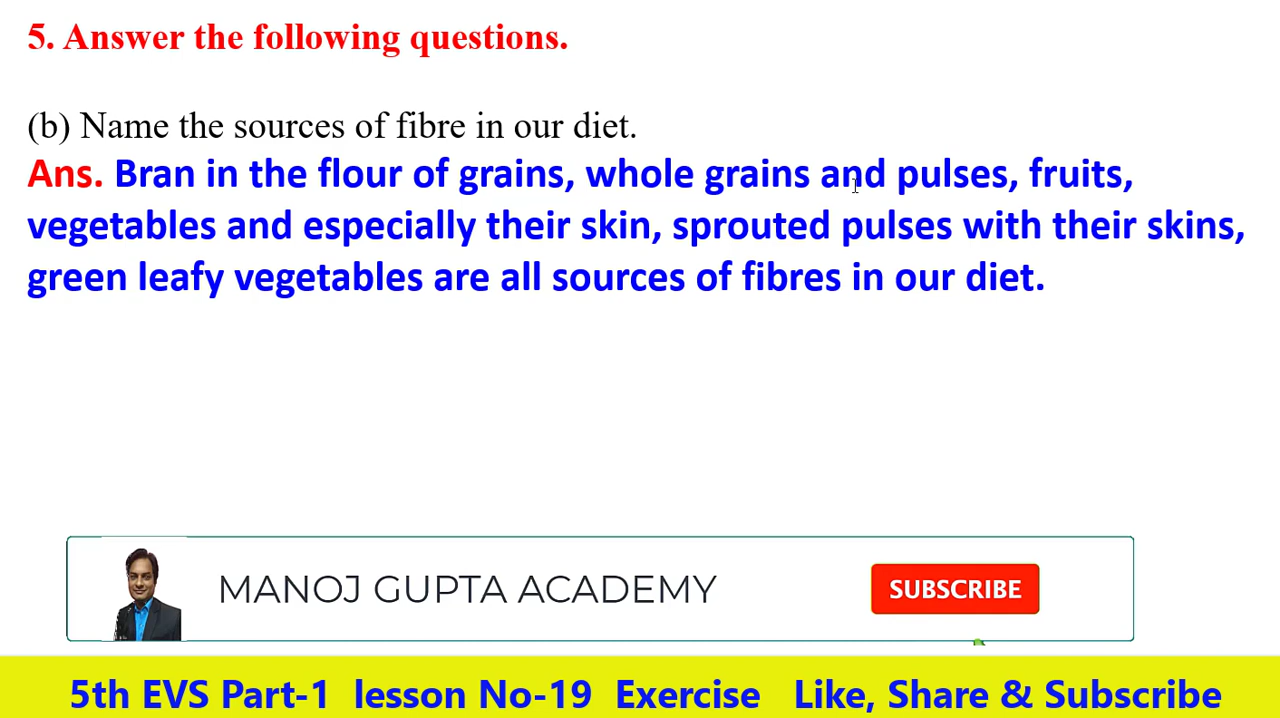 5. Answer the following questions.
(b) Name the sources of fibre in our diet.
Ans. Bran in the flour of grains, whole grains and pulses, fruits,
vegetables and especially their skin, sprouted pulses with their skins,
green leafy vegetables are all sources of fibres in our diet.
MANOJ GUPTA ACADEMY
SUBSCRIBE
5th EVS Part-1 lesson No-19 Exercise Like, Share & Subscribe